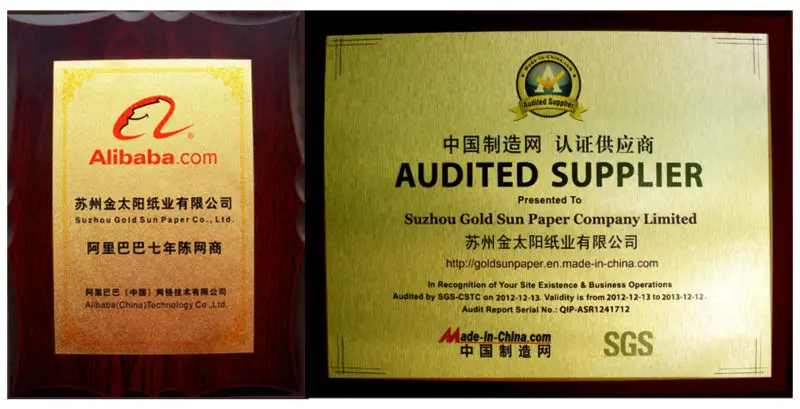 Alibaba.com
苏州金太阳纸业有限公司
Suzhou Gold Sun Paper Co., Ltd.
阿里巴巴七年陈网商
阿里巴巴（中国）网络技术有限公司
Alibaba(China)Technology Co.,Ltd.
Made-in-China.com
Audited Supplier
中国制造网 认证供应商
AUDITED SUPPLIER
Presented To
Suzhou Gold Sun Paper Company Limited
苏州金太阳纸业有限公司
http://goldsunpaper.en.made-in-china.com
In Recognition of Your Site Existence & Business Operations
Audited by SGS-CSTC on 2012-12-13. Validity is from 2012-12-13 to 2013-12-12.
Audit Report Serial No.: QIP-ASR1241712
Made-in-China.com
中国制造网
SGS